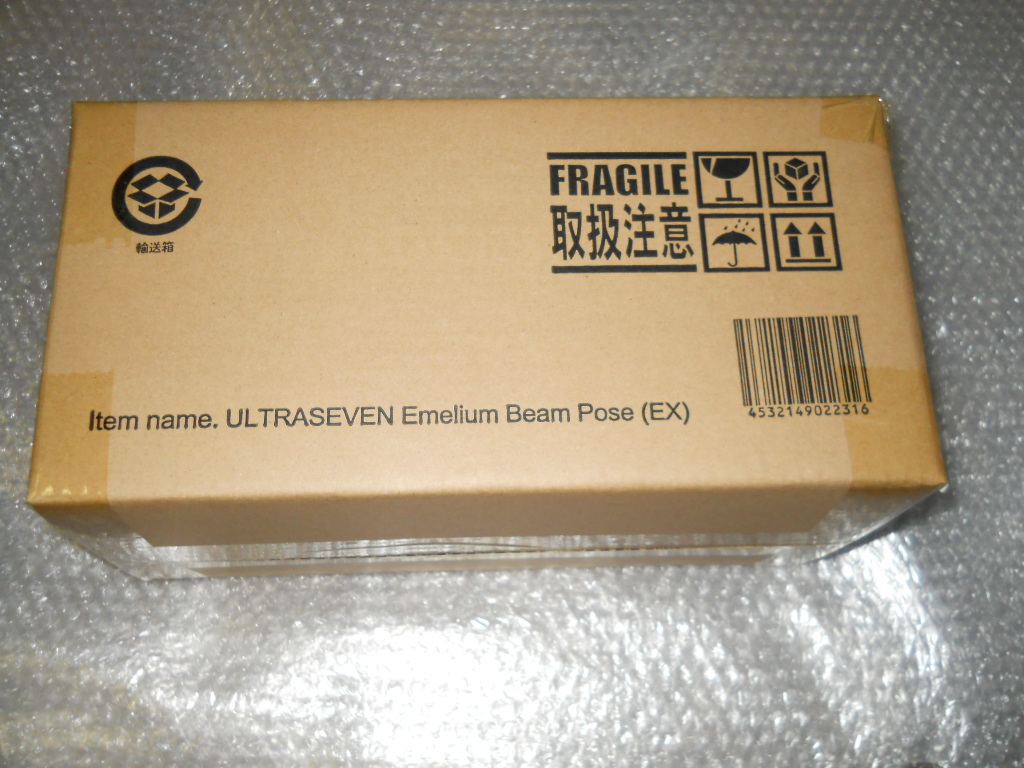 輸送箱
FRAGILE
取扱注意
4532149022316
Item name. ULTRASEVEN Emelium Beam Pose (EX)